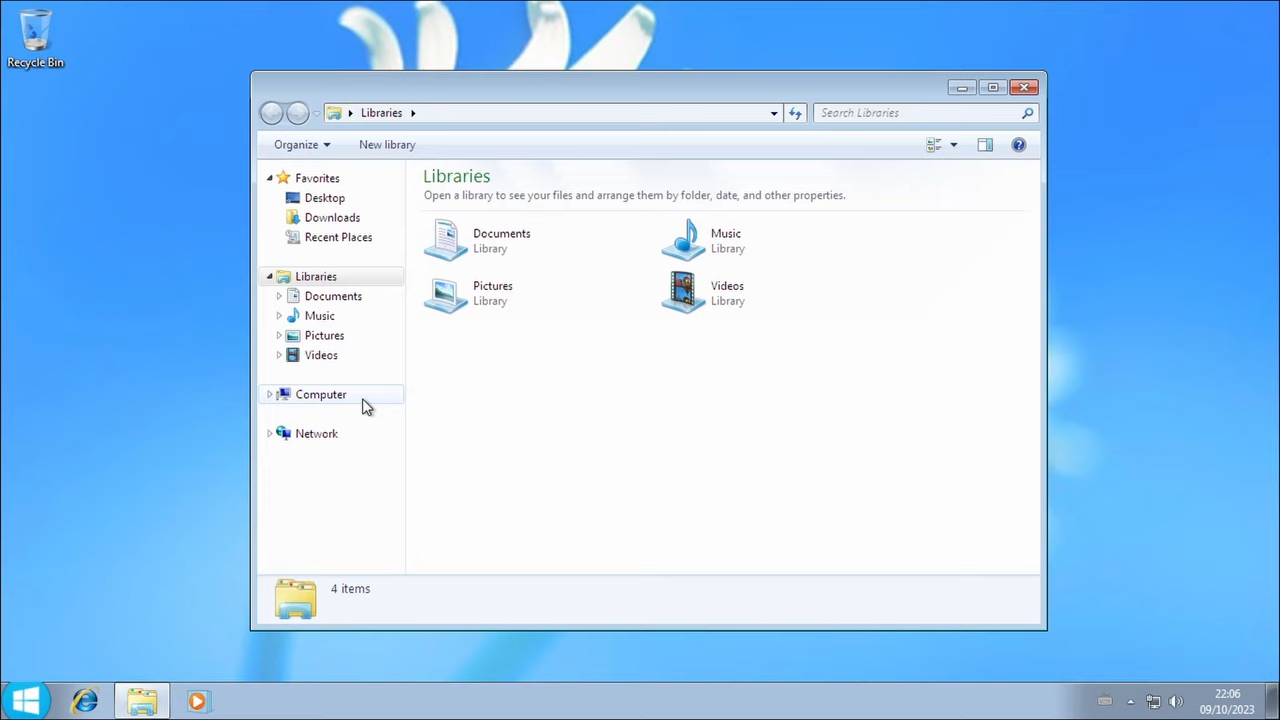 Recycle Bin
Libraries
Search Libraries
Organize
New library
Favorites
Desktop
Downloads
Recent Places
Libraries
Documents
Music
Pictures
Videos
Computer
Network
Libraries
Open a library to see your files and arrange them by folder, date, and other properties.
Documents
Library
Music
Library
Pictures
Library
Videos
Library
4 items
22:06
09/10/2023